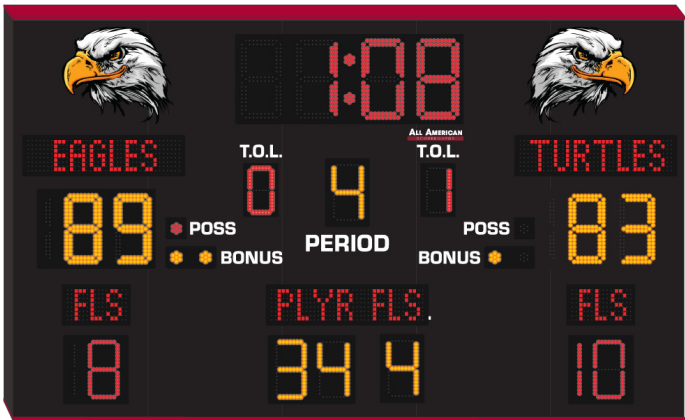 1:08
ALL AMERICAN
EAGLES
T.O.L.
T.O.L.
TURTLES
0
4
1
89
POSS
POSS
83
PERIOD
BONUS
BONUS
FLS
PLYR FLS.
FLS
8
34 4
10